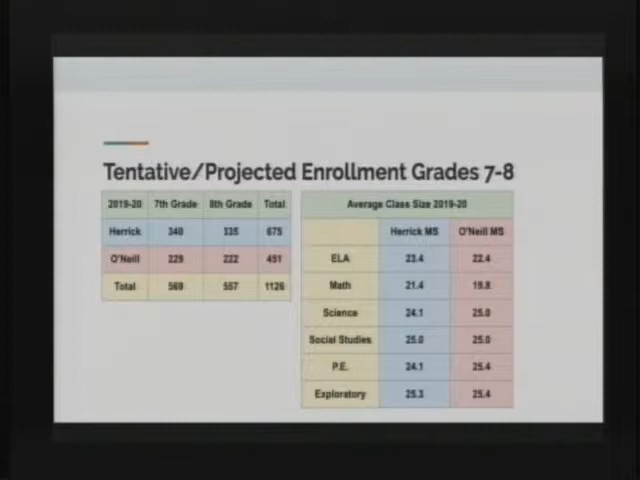 Tentative/Projected Enrollment Grades 7-8
2019-20 7th Grade 8th Grade Total
Herrick 340 335 675
O'Neill 229 222 451
Total 569 557 1126
Average Class Size 2019-20
Herrick MS O'Neill MS
ELA 23.4 22.4
Math 21.4 19.8
Science 24.1 25.0
Social Studies 25.0 25.0
P.E. 24.1 25.4
Exploratory 25.3 25.4